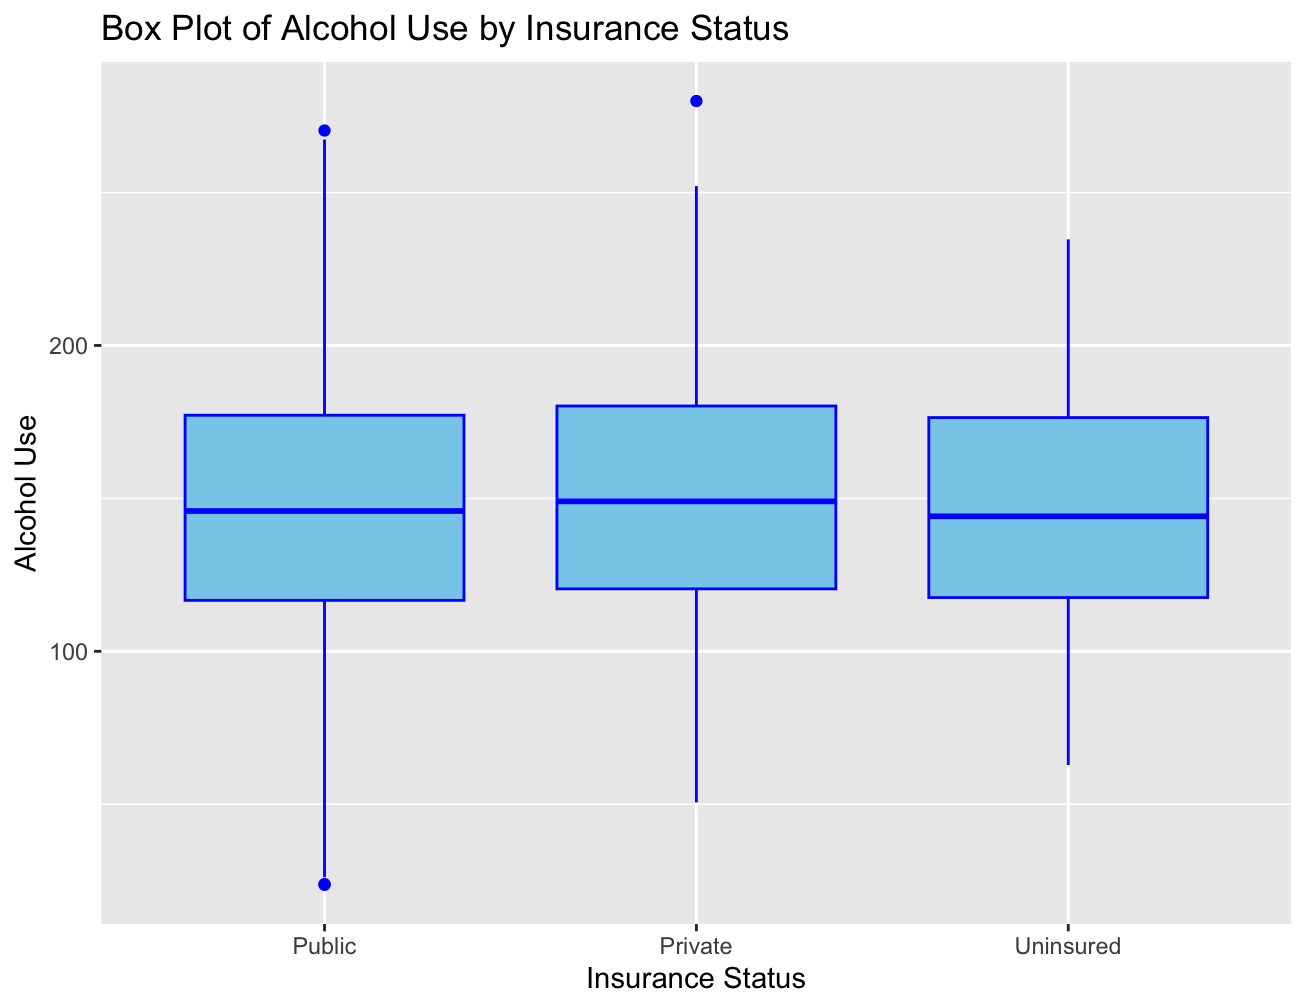 Box Plot of Alcohol Use by Insurance Status
Alcohol Use
200
100
Public Private Uninsured
Insurance Status